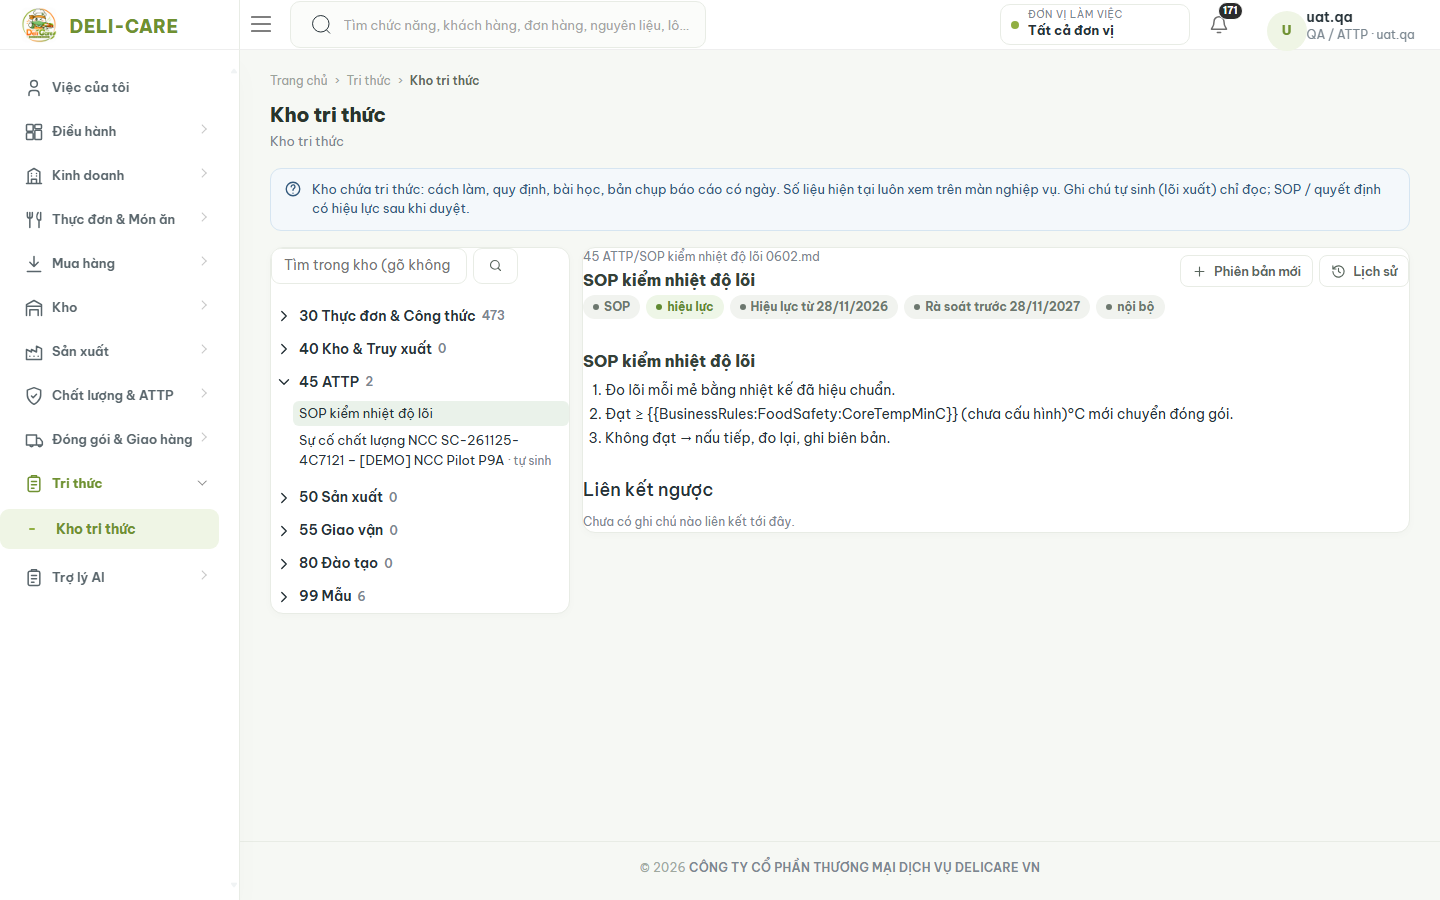 DELI-CARE
Tìm chức năng, khách hàng, đơn hàng, nguyên liệu, lô...
ĐƠN VỊ LÀM VIỆC
Tất cả đơn vị
171
U
uat.qa
QA / ATTP · uat.qa
Việc của tôi
Điều hành
Kinh doanh
Thực đơn & Món ăn
Mua hàng
Kho
Sản xuất
Chất lượng & ATTP
Đóng gói & Giao hàng
Tri thức
Kho tri thức
Trợ lý AI
Trang chủ › Tri thức › Kho tri thức
Kho tri thức
Kho tri thức
Kho chứa tri thức: cách làm, quy định, bài học, bản chụp báo cáo có ngày. Số liệu hiện tại luôn xem trên màn nghiệp vụ. Ghi chú tự sinh (lõi xuất) chỉ đọc; SOP / quyết định
có hiệu lực sau khi duyệt.
Tìm trong kho (gõ không
30 Thực đơn & Công thức 473
40 Kho & Truy xuất 0
45 ATTP 2
SOP kiểm nhiệt độ lõi
Sự cố chất lượng NCC SC-261125-
4C7121 – [DEMO] NCC Pilot P9A · tự sinh
50 Sản xuất 0
55 Giao vận 0
80 Đào tạo 0
99 Mẫu 6
45 ATTP/SOP kiểm nhiệt độ lõi 0602.md
SOP kiểm nhiệt độ lõi
Phiên bản mới
Lịch sử
SOP
hiệu lực
Hiệu lực từ 28/11/2026
Rà soát trước 28/11/2027
nội bộ
SOP kiểm nhiệt độ lõi
1. Đo lõi mỗi mẻ bằng nhiệt kế đã hiệu chuẩn.
2. Đạt ≥ {{BusinessRules:FoodSafety:CoreTempMinC}} (chưa cấu hình)°C mới chuyển đóng gói.
3. Không đạt → nấu tiếp, đo lại, ghi biên bản.
Liên kết ngược
Chưa có ghi chú nào liên kết tới đây.
© 2026 CÔNG TY CỔ PHẦN THƯƠNG MẠI DỊCH VỤ DELICARE VN